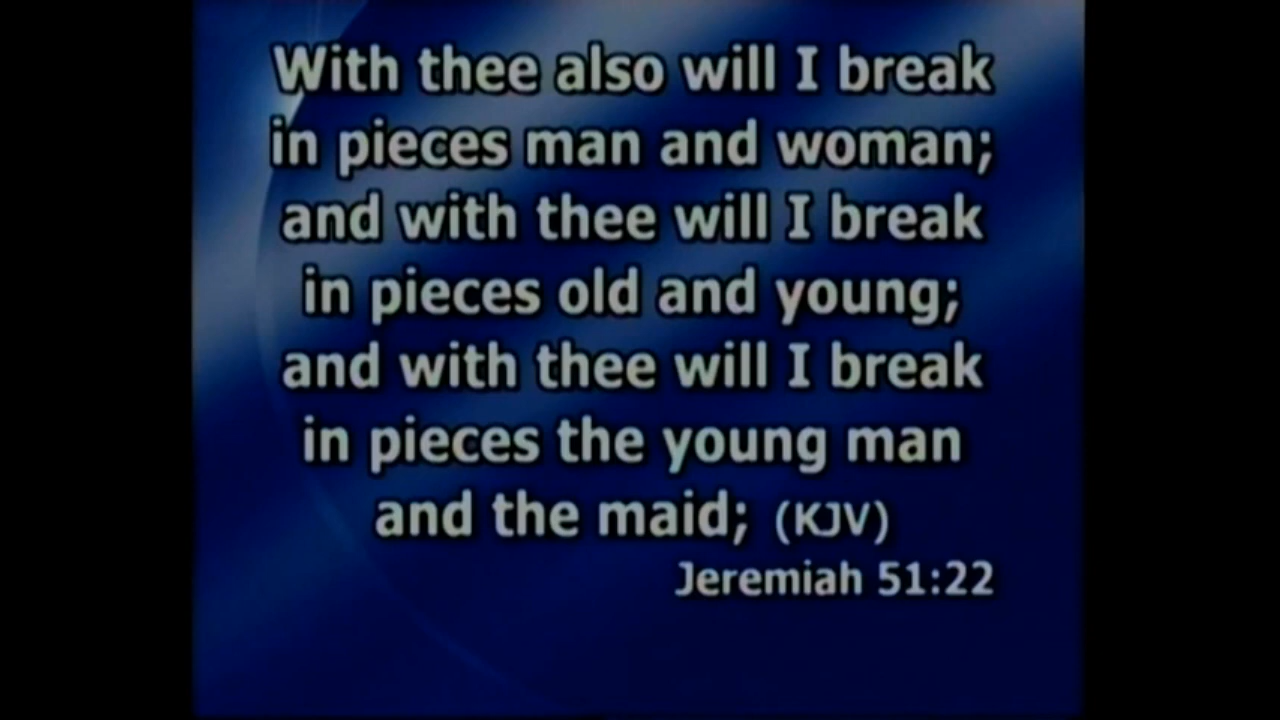 With thee also will I break
in pieces man and woman;
and with thee will I break
in pieces old and young;
and with thee will I break
in pieces the young man
and the maid; (KJV)
Jeremiah 51:22